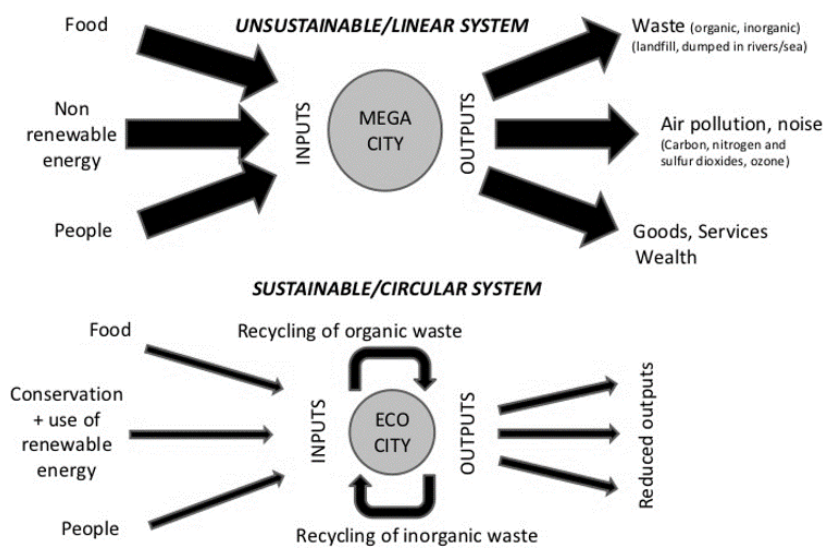 UNSUSTAINABLE/LINEAR SYSTEM
Food
Non
renewable
energy
People
INPUTS
MEGA
CITY
OUTPUTS
Waste (organic, inorganic)
(landfill, dumped in rivers/sea)
Air pollution, noise
(Carbon, nitrogen and
sulfur dioxides, ozone)
Goods, Services
Wealth
SUSTAINABLE/CIRCULAR SYSTEM
Food
Conservation
+ use of
renewable
energy
People
Recycling of organic waste
INPUTS
ECO
CITY
OUTPUTS
Recycling of inorganic waste
Reduced outputs